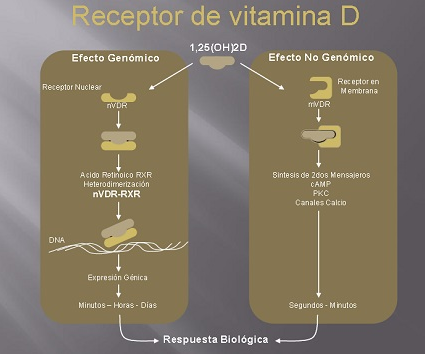 Receptor de vitamina D
1,25(OH)2D
Efecto Genómico
Receptor Nuclear
nVDR
Acido Retinoico RXR
Heterodimerización
nVDR-RXR
DNA
Expresión Génica
Minutos – Horas - Días
Efecto No Genómico
Receptor en
Membrana
mVDR
Síntesis de 2dos Mensajeros
cAMP
PKC
Canales Calcio
Segundos - Minutos
Respuesta Biológica